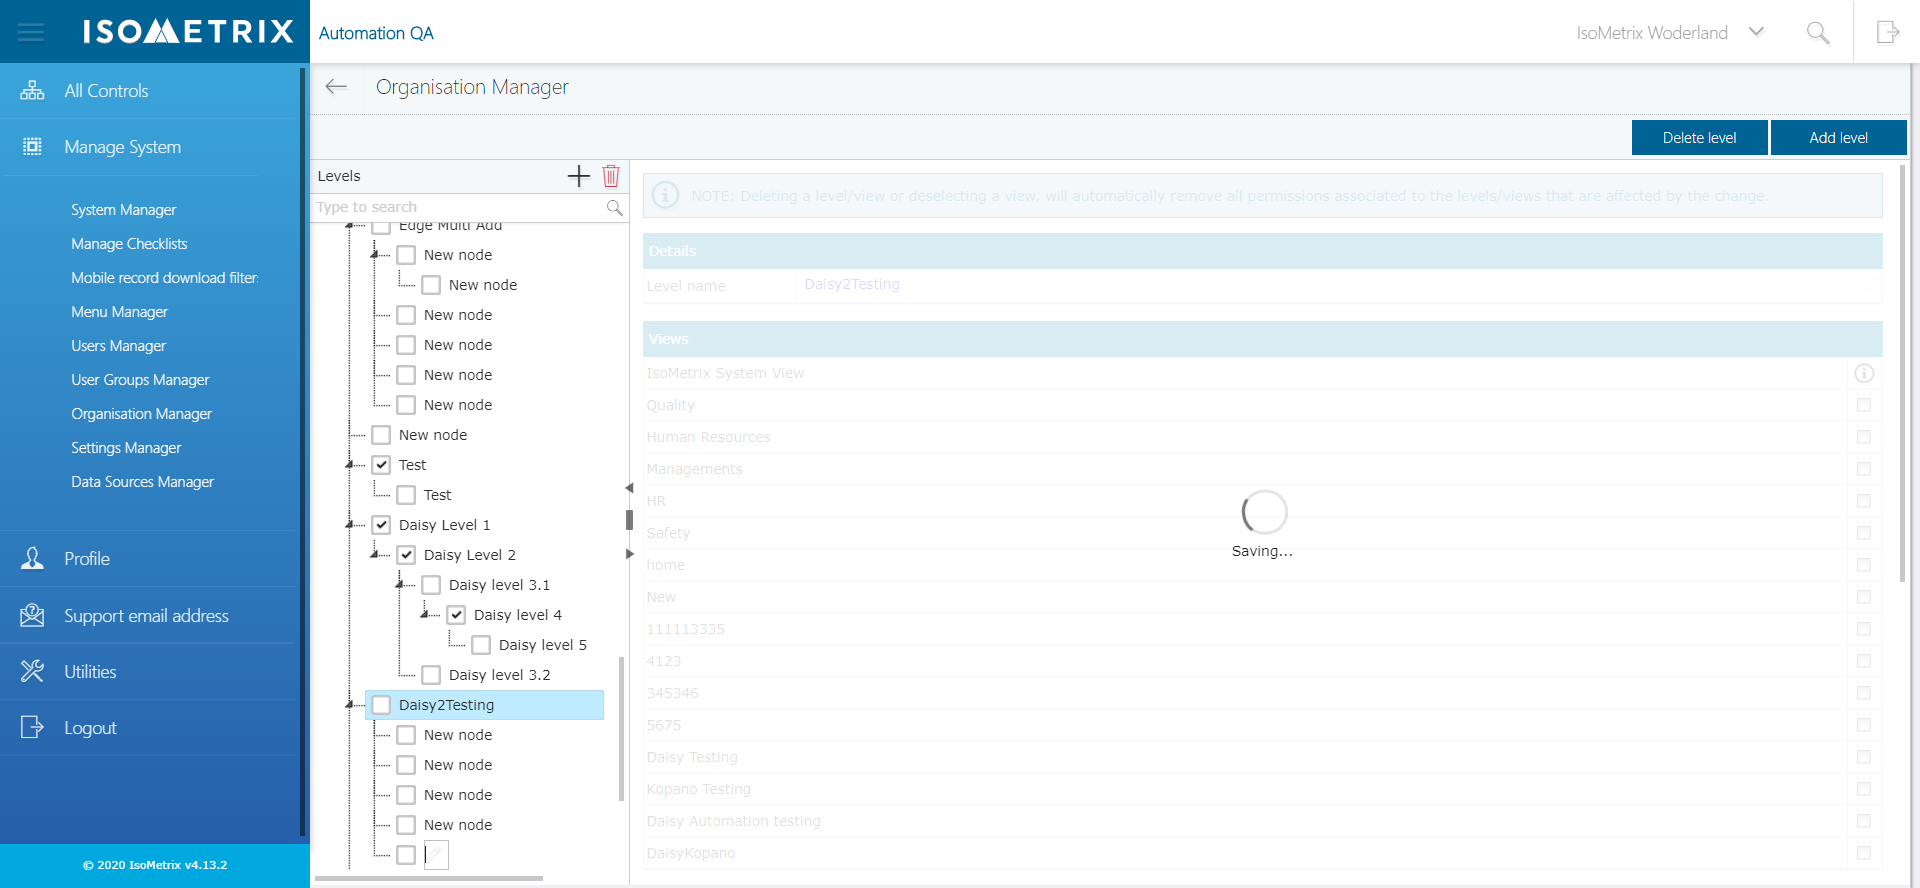 ISOMETRIX
Automation QA
IsoMetrix Woderland
All Controls
Manage System
System Manager
Manage Checklists
Mobile record download filter
Menu Manager
Users Manager
User Groups Manager
Organisation Manager
Settings Manager
Data Sources Manager
Profile
Support email address
Utilities
Logout
© 2020 IsoMetrix v4.13.2
Organisation Manager
Delete level
Add level
Levels
Type to search
Edge Multi Add
New node
New node
New node
New node
New node
New node
New node
Test
Test
Daisy Level 1
Daisy Level 2
Daisy level 3.1
Daisy level 4
Daisy level 5
Daisy level 3.2
Daisy2Testing
New node
New node
New node
New node
NOTE: Deleting a level/view or deselecting a view, will automatically remove all permissions associated to the levels/views that are affected by the change.
Details
Level name Daisy2Testing
Views
IsoMetrix System View
Quality
Human Resources
Managements
HR
Safety
home
New
111113335
4123
345346
5675
Daisy Testing
Kopano Testing
Daisy Automation testing
DaisyKopano
Saving...